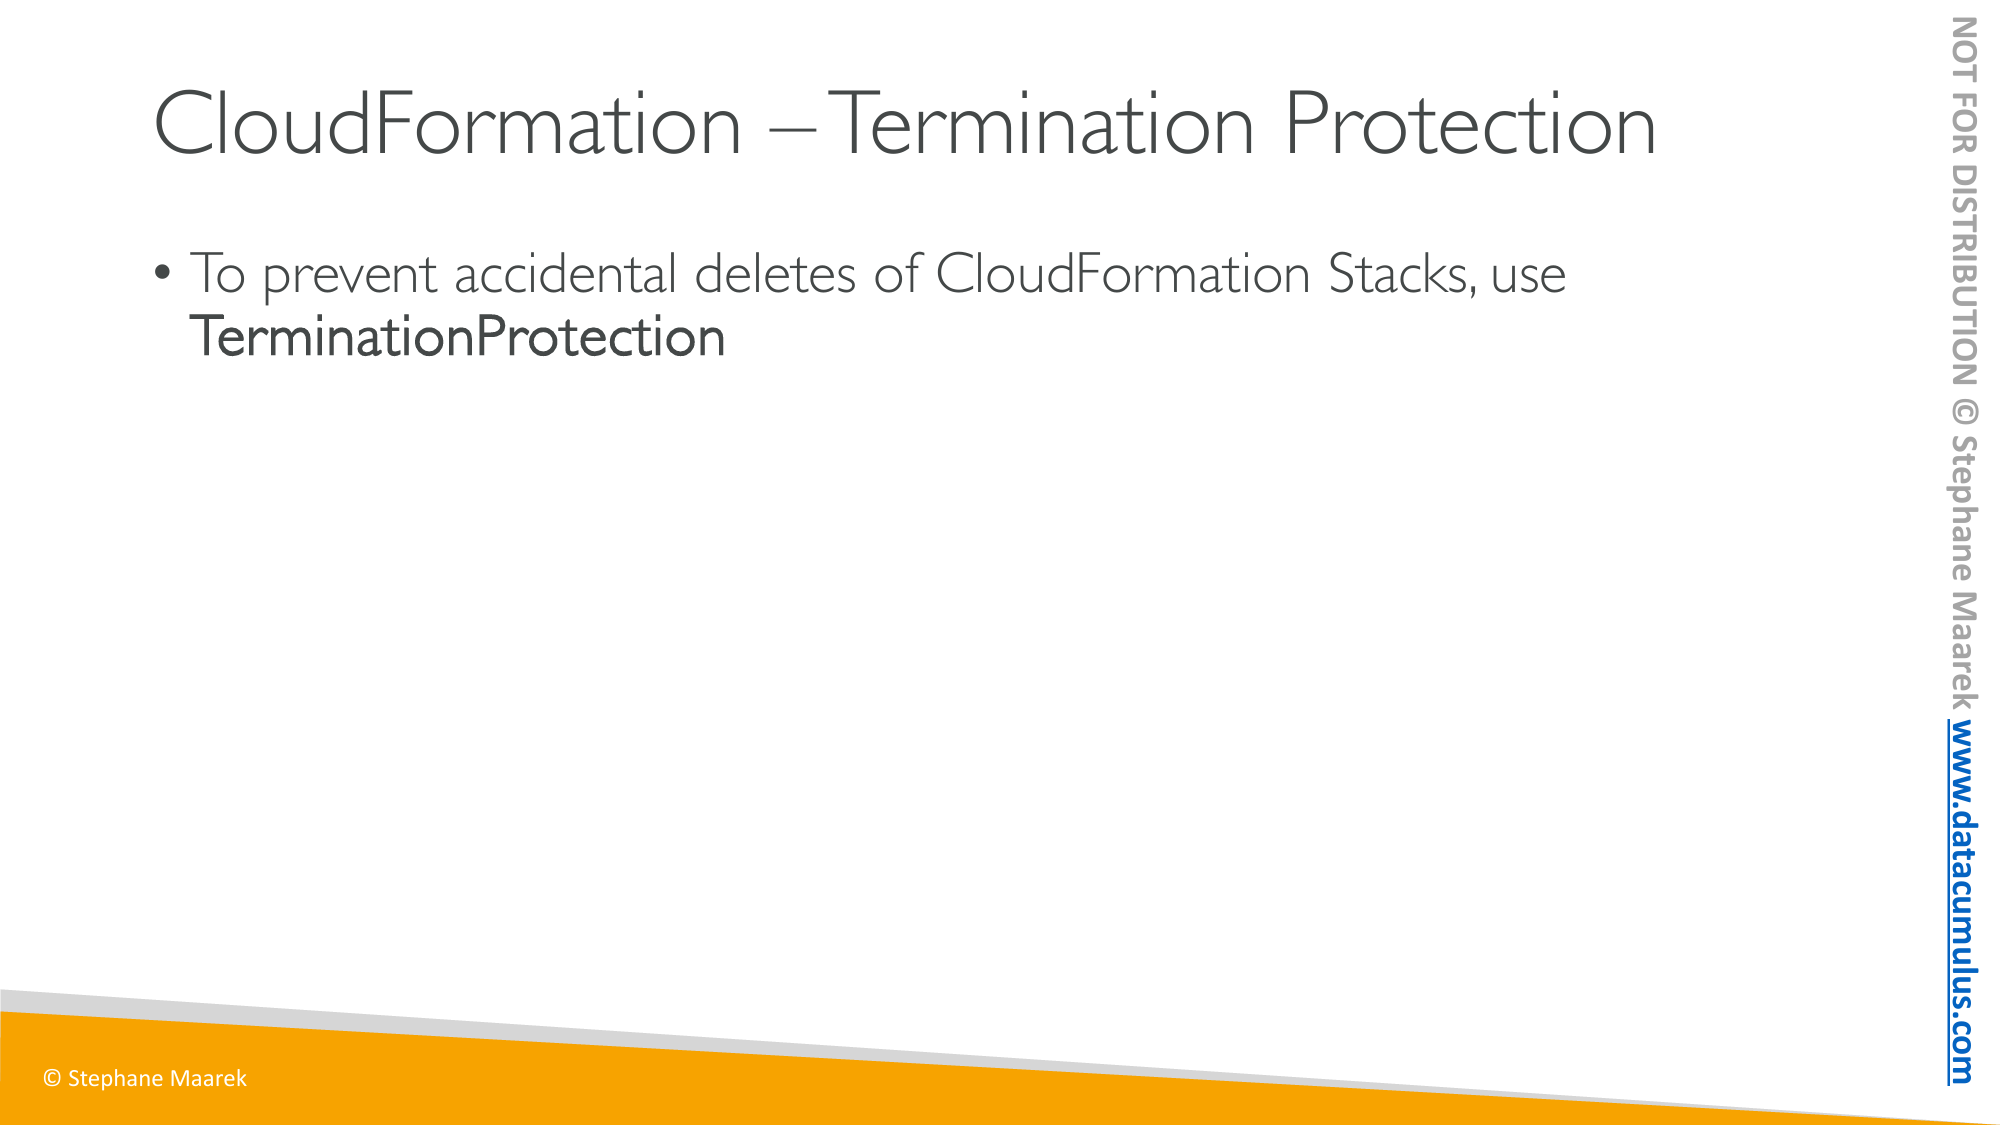 CloudFormation – Termination Protection
• To prevent accidental deletes of CloudFormation Stacks, use
TerminationProtection
NOT FOR DISTRIBUTION © Stephane Maarek www.datacumulus.com
© Stephane Maarek